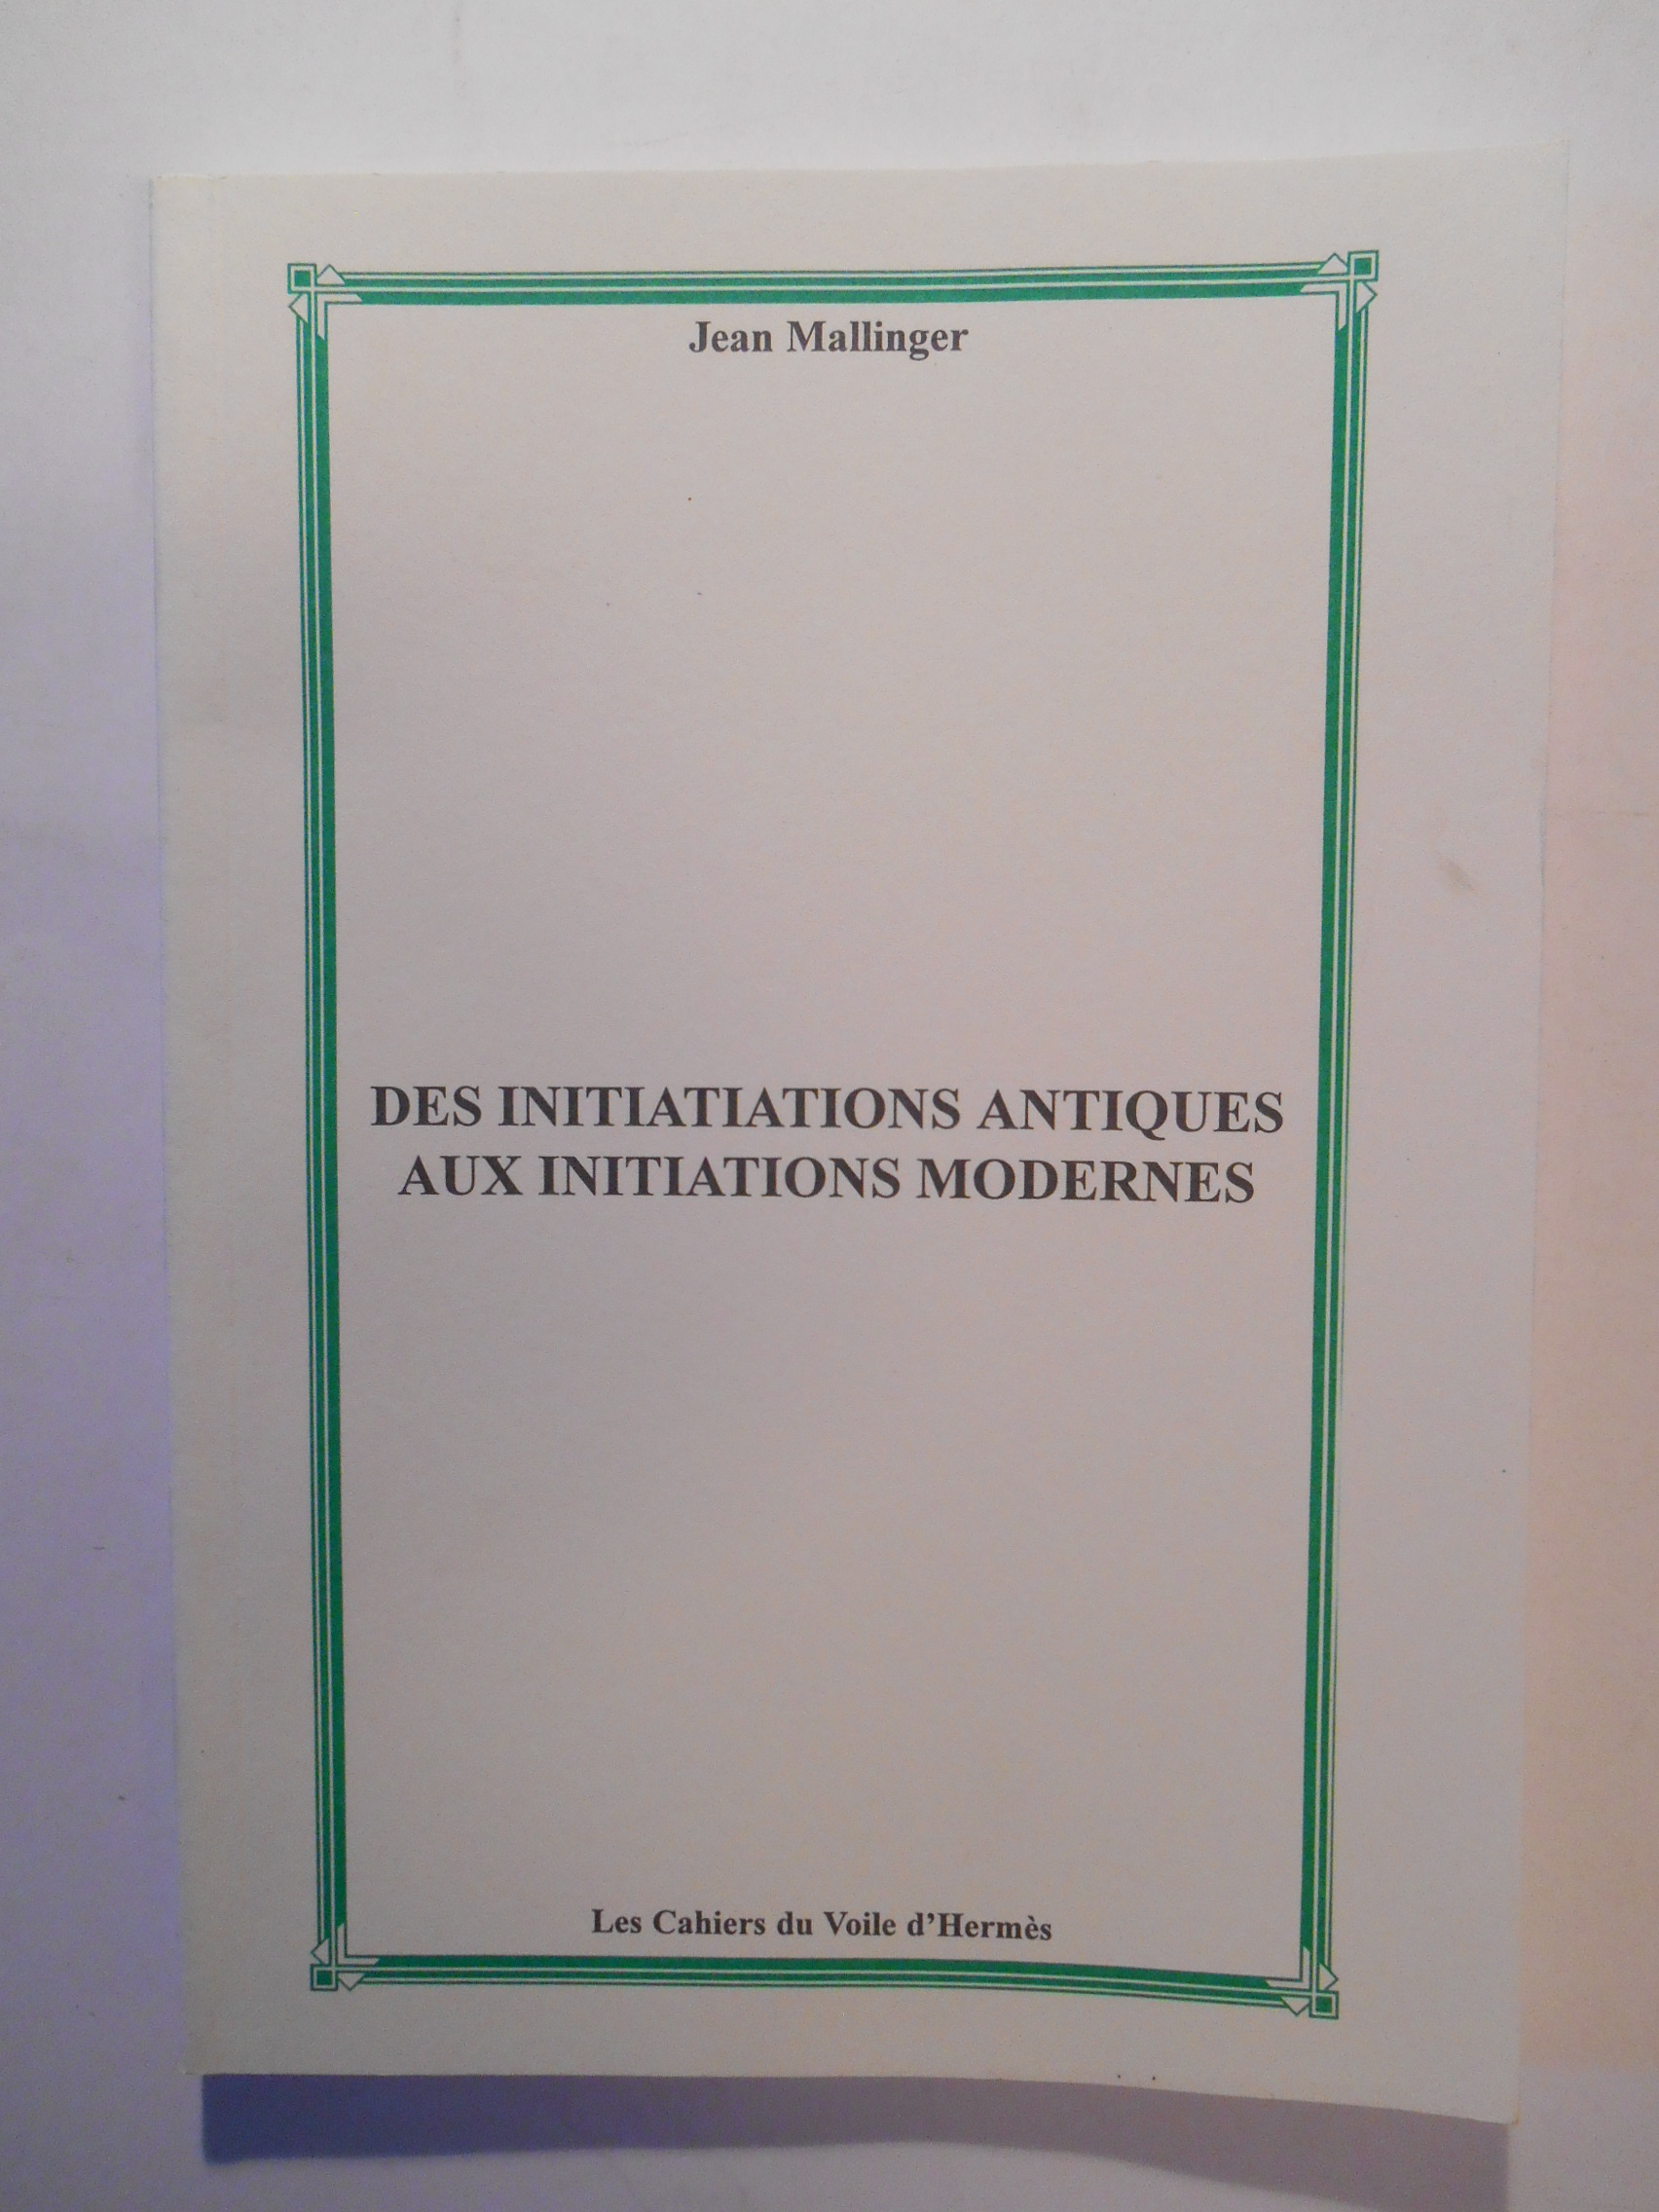 Jean Mallinger
DES INITIATIATIONS ANTIQUES
AUX INITIATIONS MODERNES
Les Cahiers du Voile d'Hermès